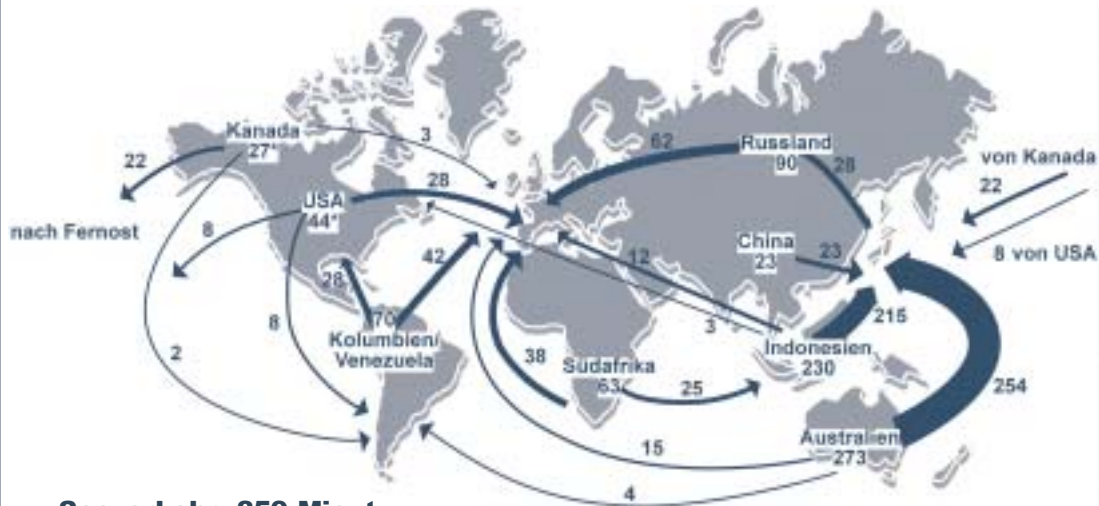 Kanada
27*
3
62
Russland
90
28
von Kanada
22
22
USA
44*
28
nach Fernost
8
42
12
China
23
23
8 von USA
28
70
Kolumbien/
Venezuela
8
3
215
Indonesien
230
2
38
Südafrika
63
25
254
Australien
273
15
4